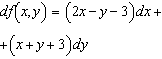 df(x,y) = (2x−y−3)dx+
+(x+y+3)dy